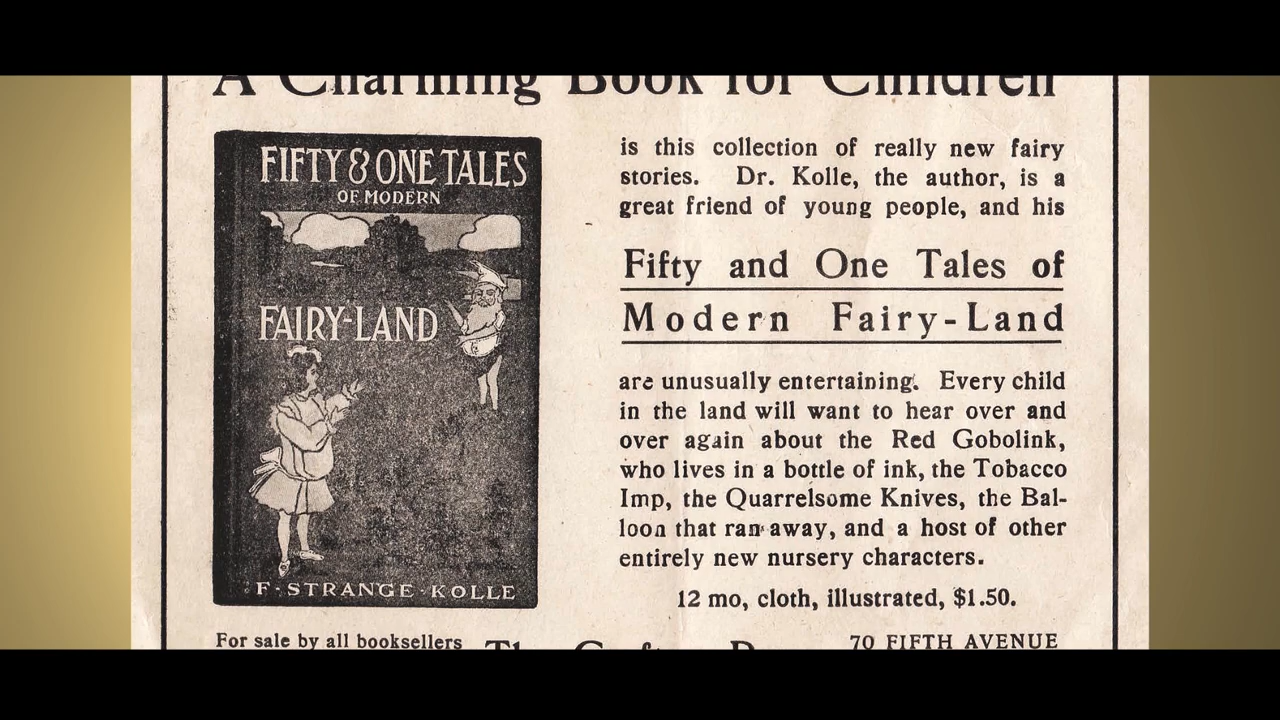 A Charming Book for Children
FIFTY & ONE TALES
OF MODERN
FAIRY-LAND
F·STRANGE·KOLLE
is this collection of really new fairy
stories. Dr. Kolle, the author, is a
great friend of young people, and his
Fifty and One Tales of
Modern Fairy-Land
are unusually entertaining. Every child
in the land will want to hear over and
over again about the Red Gobolink,
who lives in a bottle of ink, the Tobacco
Imp, the Quarrelsome Knives, the Bal-
loon that ran away, and a host of other
entirely new nursery characters.
12 mo, cloth, illustrated, $1.50.
For sale by all booksellers
The
70 FIFTH AVENUE